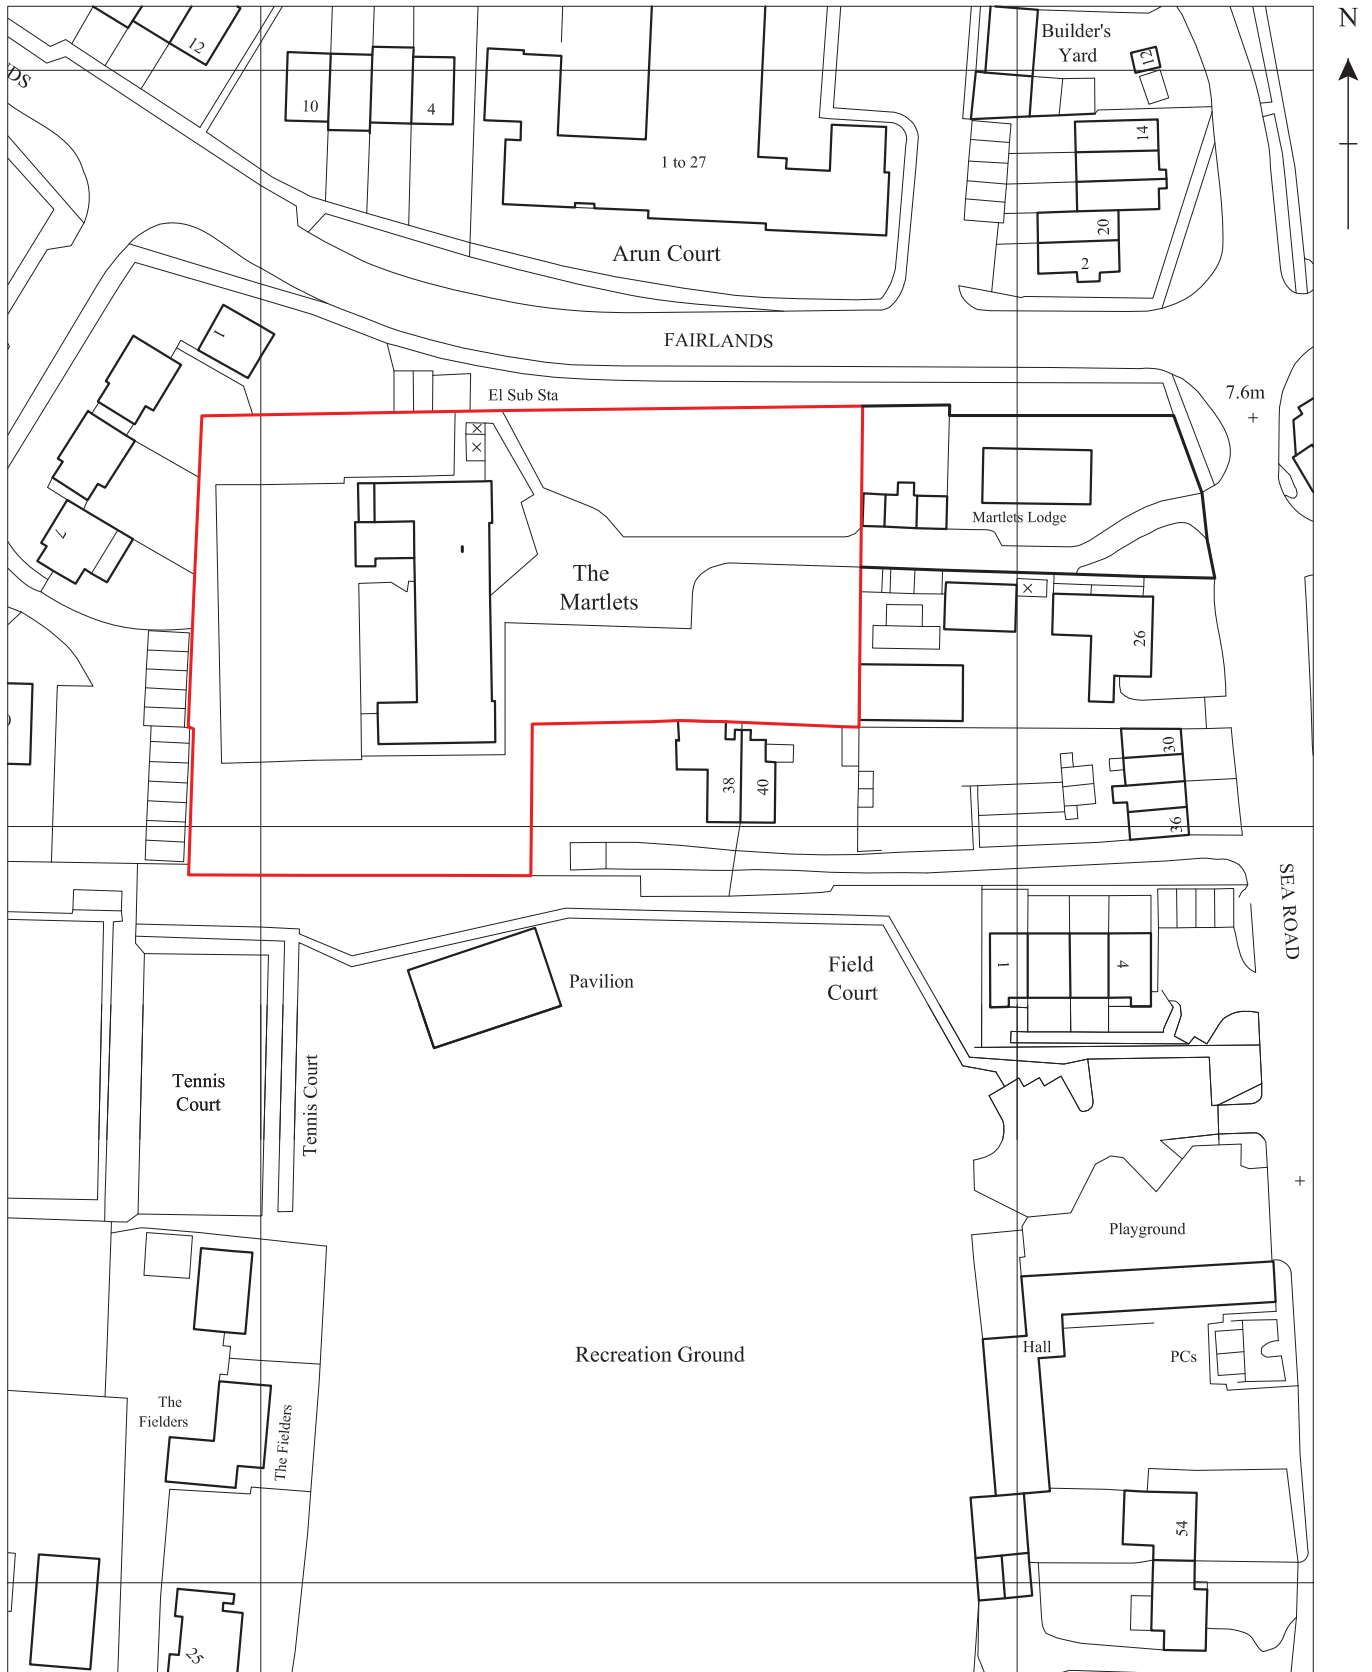 N
Builder's
Yard
12
12
DS
10
4
14
1 to 27
20
Arun Court
2
FAIRLANDS
1
7.6m
El Sub Sta
Martlets Lodge
7
The
Martlets
26
30
38
40
36
SEA ROAD
Field
Court
1
4
Pavilion
Tennis
Court
Tennis Court
Playground
Recreation Ground
Hall
PCs
The
Fielders
The Fielders
54
25